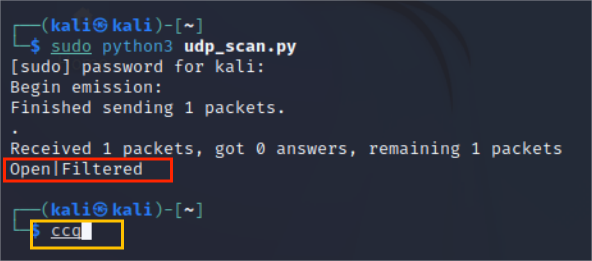 ┌──(kali㉿kali)-[~]
└─$ sudo python3 udp_scan.py
[sudo] password for kali:
Begin emission:
Finished sending 1 packets.
.
Received 1 packets, got 0 answers, remaining 1 packets
Open|Filtered
┌──(kali㉿kali)-[~]
└─$ ccq